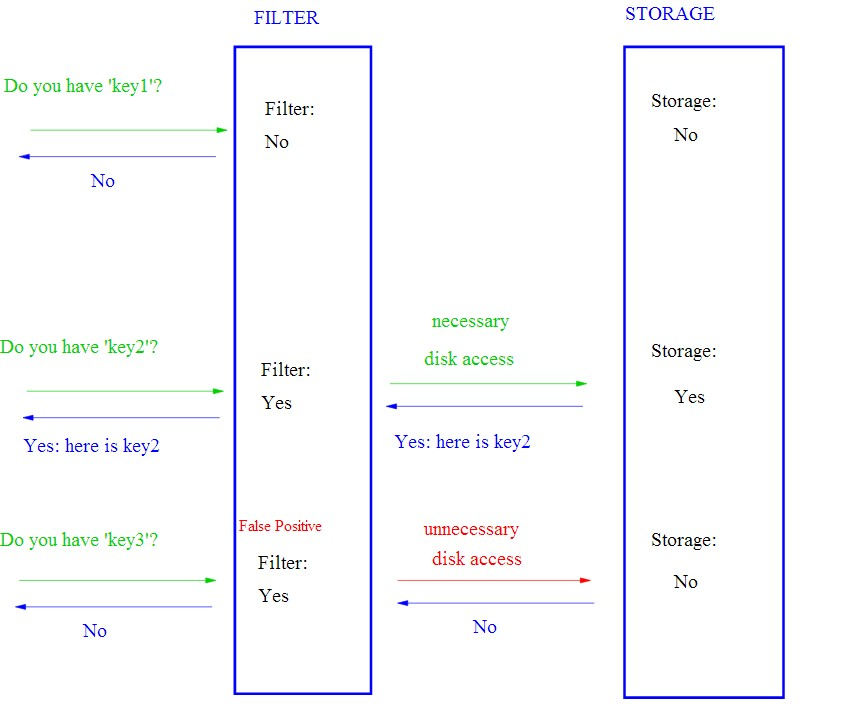 FILTER
STORAGE
Do you have 'key1'?
Filter:
No
Storage:
No
No
necessary
disk access
Do you have 'key2'?
Filter:
Yes
Storage:
Yes
Yes: here is key2
Yes: here is key2
False Positive
unnecessary
disk access
Do you have 'key3'?
Filter:
Yes
Storage:
No
No
No